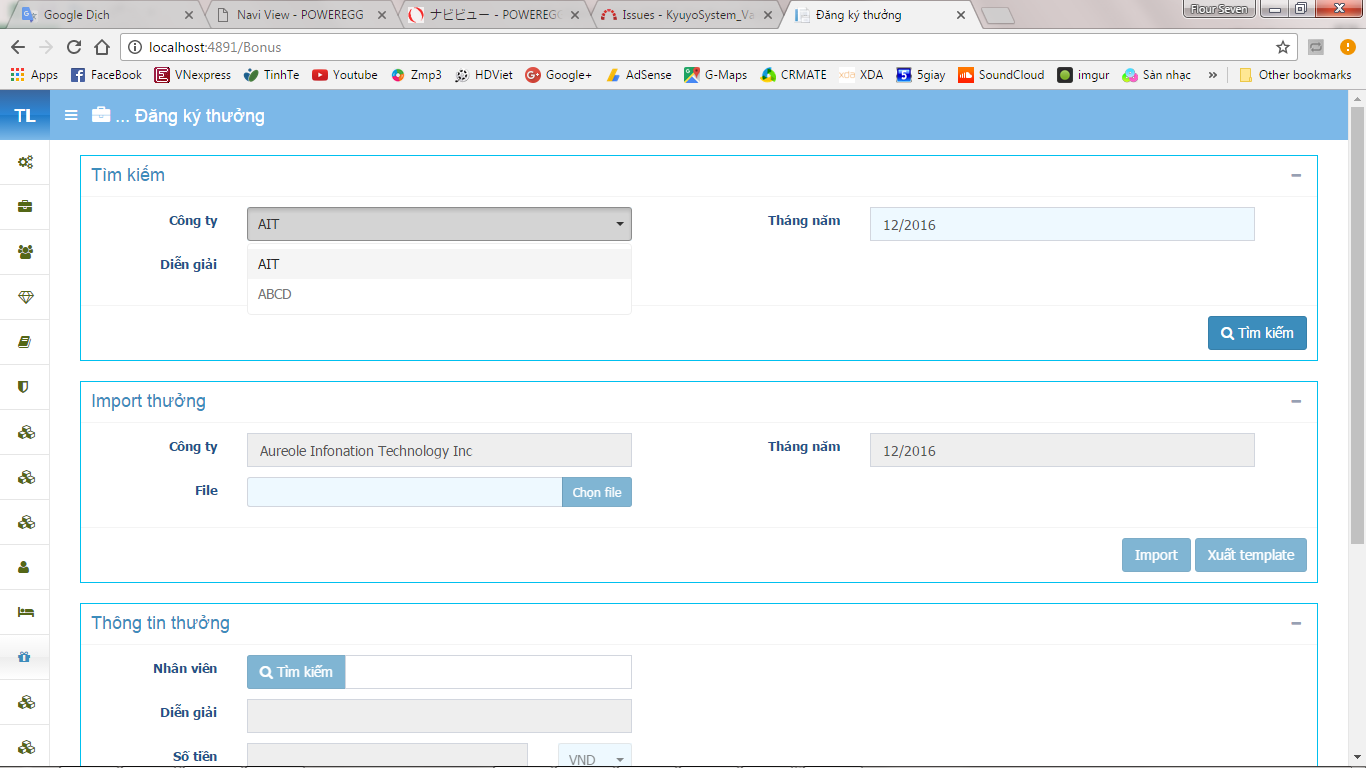 Google Dịch
Navi View - POWEREGG
ナビビュー - POWEREGG
Issues - KyuyoSystem_Va
Đăng ký thưởng
Flour Seven
localhost:4891/Bonus
Apps FaceBook VNexpress TinhTe Youtube Zmp3 HDViet Google+ AdSense G-Maps CRMATE xda XDA 5giay SoundCloud imgur Sàn nhạc » Other bookmarks
TL ... Đăng ký thưởng
Tìm kiếm
Công ty AIT Tháng năm 12/2016
Diễn giải AIT
ABCD
Tìm kiếm
Import thưởng
Công ty Aureole Infonation Technology Inc Tháng năm 12/2016
File Chọn file
Import Xuất template
Thông tin thưởng
Nhân viên Tìm kiếm
Diễn giải
Số tiền VND